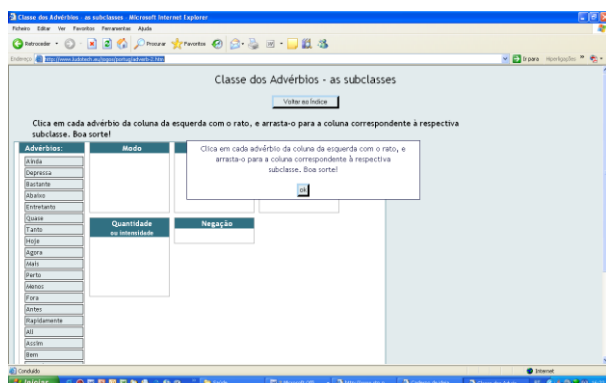 Classe dos Advérbios - as subclasses - Microsoft Internet Explorer
Ficheiro Editar Ver Favoritos Ferramentas Ajuda
Retroceder Procurar Favoritos
Endereço Ir para
Classe dos Advérbios - as subclasses
Voltar ao Índice
Clica em cada advérbio da coluna da esquerda com o rato, e arrasta-o para a coluna correspondente à respectiva
subclasse. Boa sorte!
Advérbios:
Modo
Clica em cada advérbio da coluna da esquerda com o rato, e
arrasta-o para a coluna correspondente à respectiva
subclasse. Boa sorte!
ok
Ainda
Depressa
Bastante
Abaixo
Entretanto
Quase
Tanto
Hoje
Agora
Mais
Perto
Menos
Fora
Antes
Rapidamente
Ali
Assim
Bem
Quantidade
ou intensidade
Negação
Concluído
Internet
Iniciar